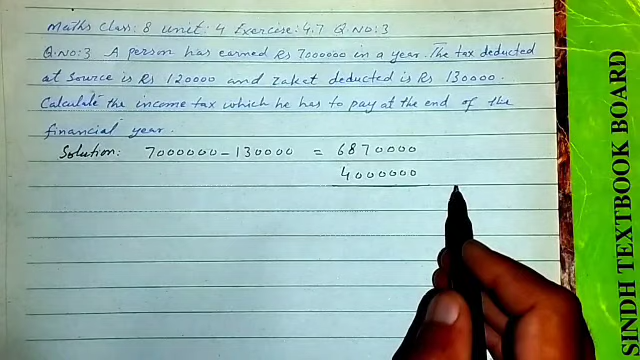 Maths Class: 8 unit: 4 Exercise: 4.7 Q.NO: 3
Q.NO: 3 A person has earned Rs 7000000 in a year. The tax deducted
at source is Rs 120000 and zaket deducted is Rs 130000.
Calculate the income tax which he has to pay at the end of the
financial year.
Solution: 7000000 - 130000 = 6870000
4000000
SINDH TEXTBOOK BOARD